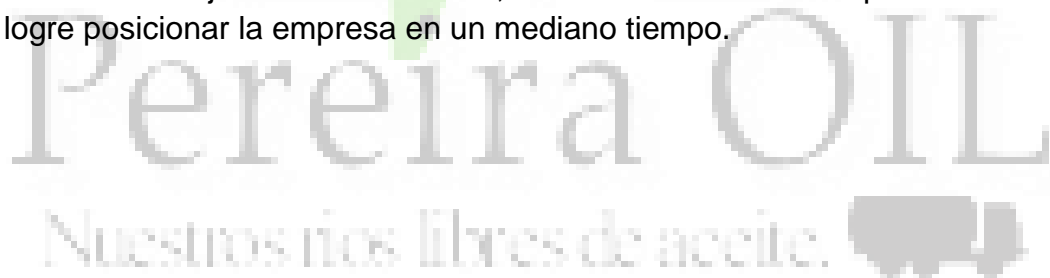 logre posicionar la empresa en un mediano tiempo.
Pereira OIL
Nuestros rios libres de aceite.